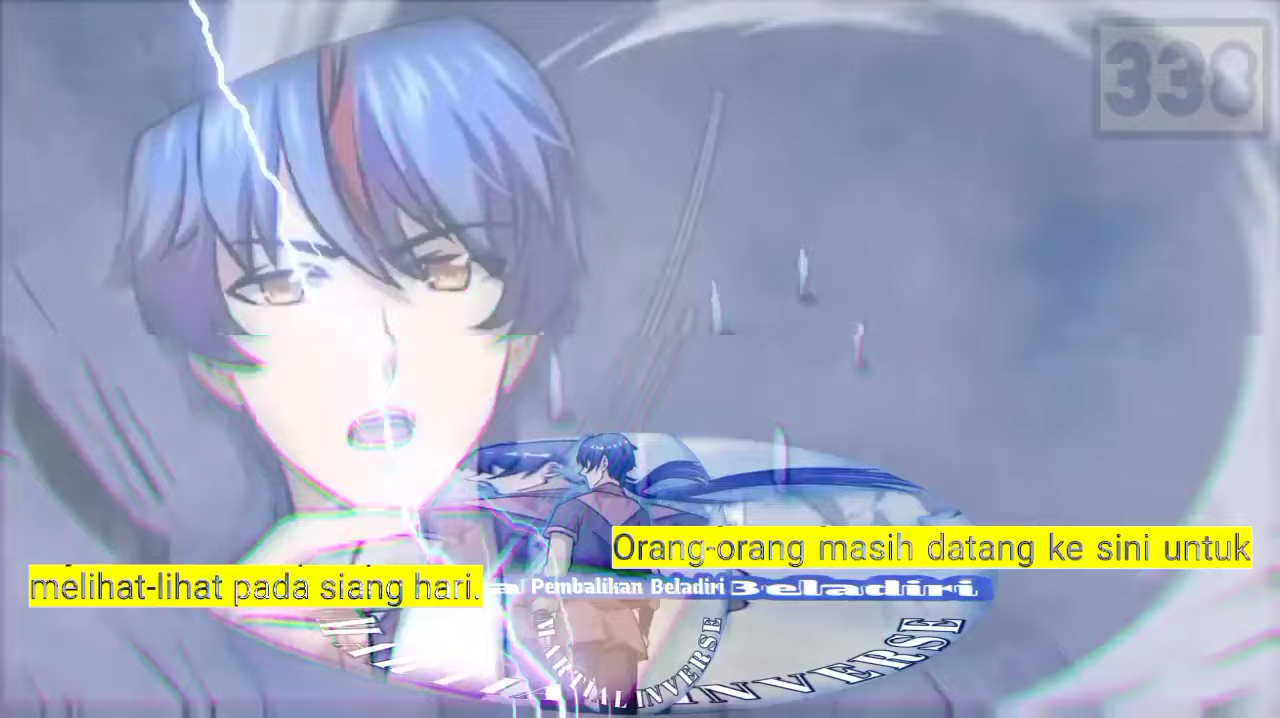 338
Orang-orang masih datang ke sini untuk
melihat-lihat pada siang hari.
Pembalikan Beladiri
Beladiri
MARTIAL INVERSE
INVERSE